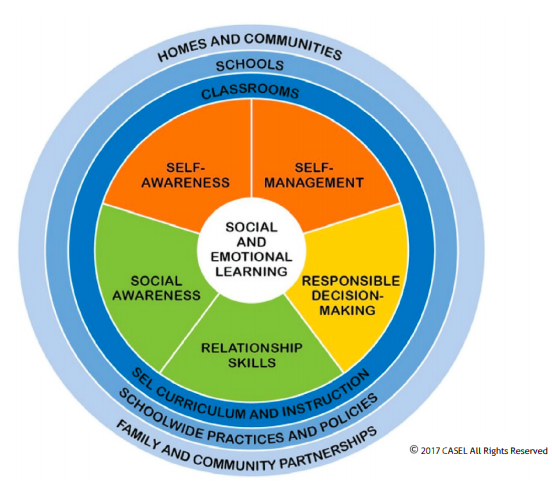 HOMES AND COMMUNITIES
SCHOOLS
CLASSROOMS
SELF-
AWARENESS
SELF-
MANAGEMENT
SOCIAL
AND
EMOTIONAL
LEARNING
SOCIAL
AWARENESS
RESPONSIBLE
DECISION-
MAKING
RELATIONSHIP
SKILLS
SEL CURRICULUM AND INSTRUCTION
SCHOOLWIDE PRACTICES AND POLICIES
FAMILY AND COMMUNITY PARTNERSHIPS
© 2017 CASEL All Rights Reserved